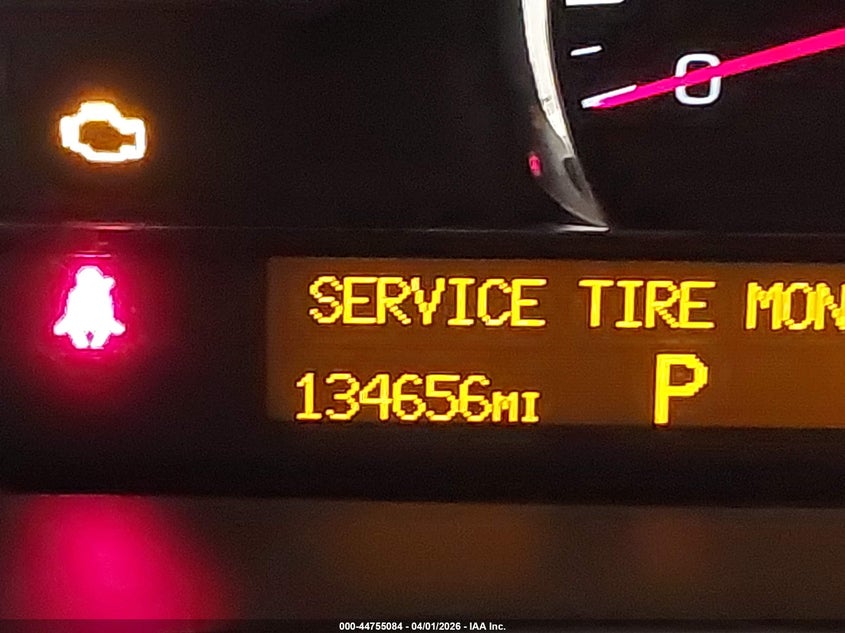 0
SERVICE TIRE MON
134656MI P
000-44755084 - 04/01/2026 - IAA Inc.